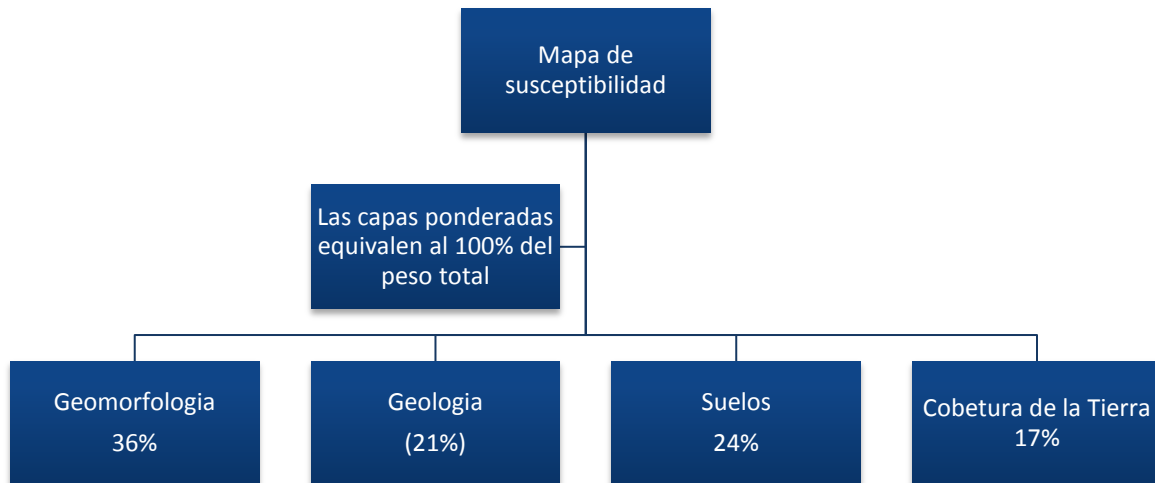 Mapa de
susceptibilidad
Las capas ponderadas
equivalen al 100% del
peso total
Geomorfologia
36%
Geologia
(21%)
Suelos
24%
Cobetura de la Tierra
17%